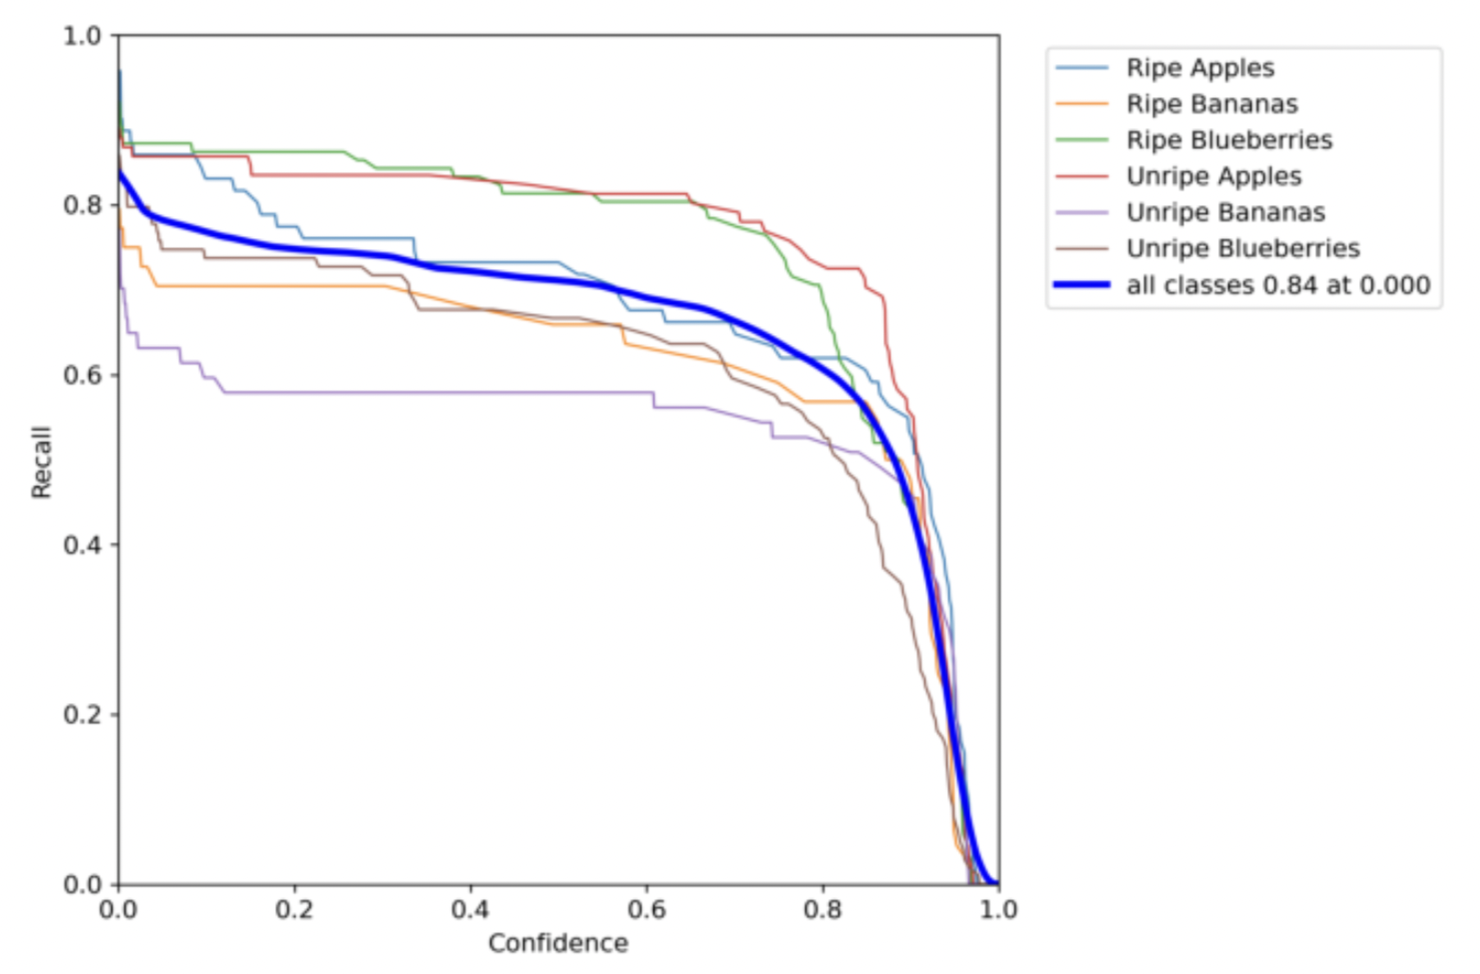 1.0
0.8
0.6
0.4
0.2
0.0
Recall
0.0 0.2 0.4 0.6 0.8 1.0
Confidence
Ripe Apples
Ripe Bananas
Ripe Blueberries
Unripe Apples
Unripe Bananas
Unripe Blueberries
all classes 0.84 at 0.000